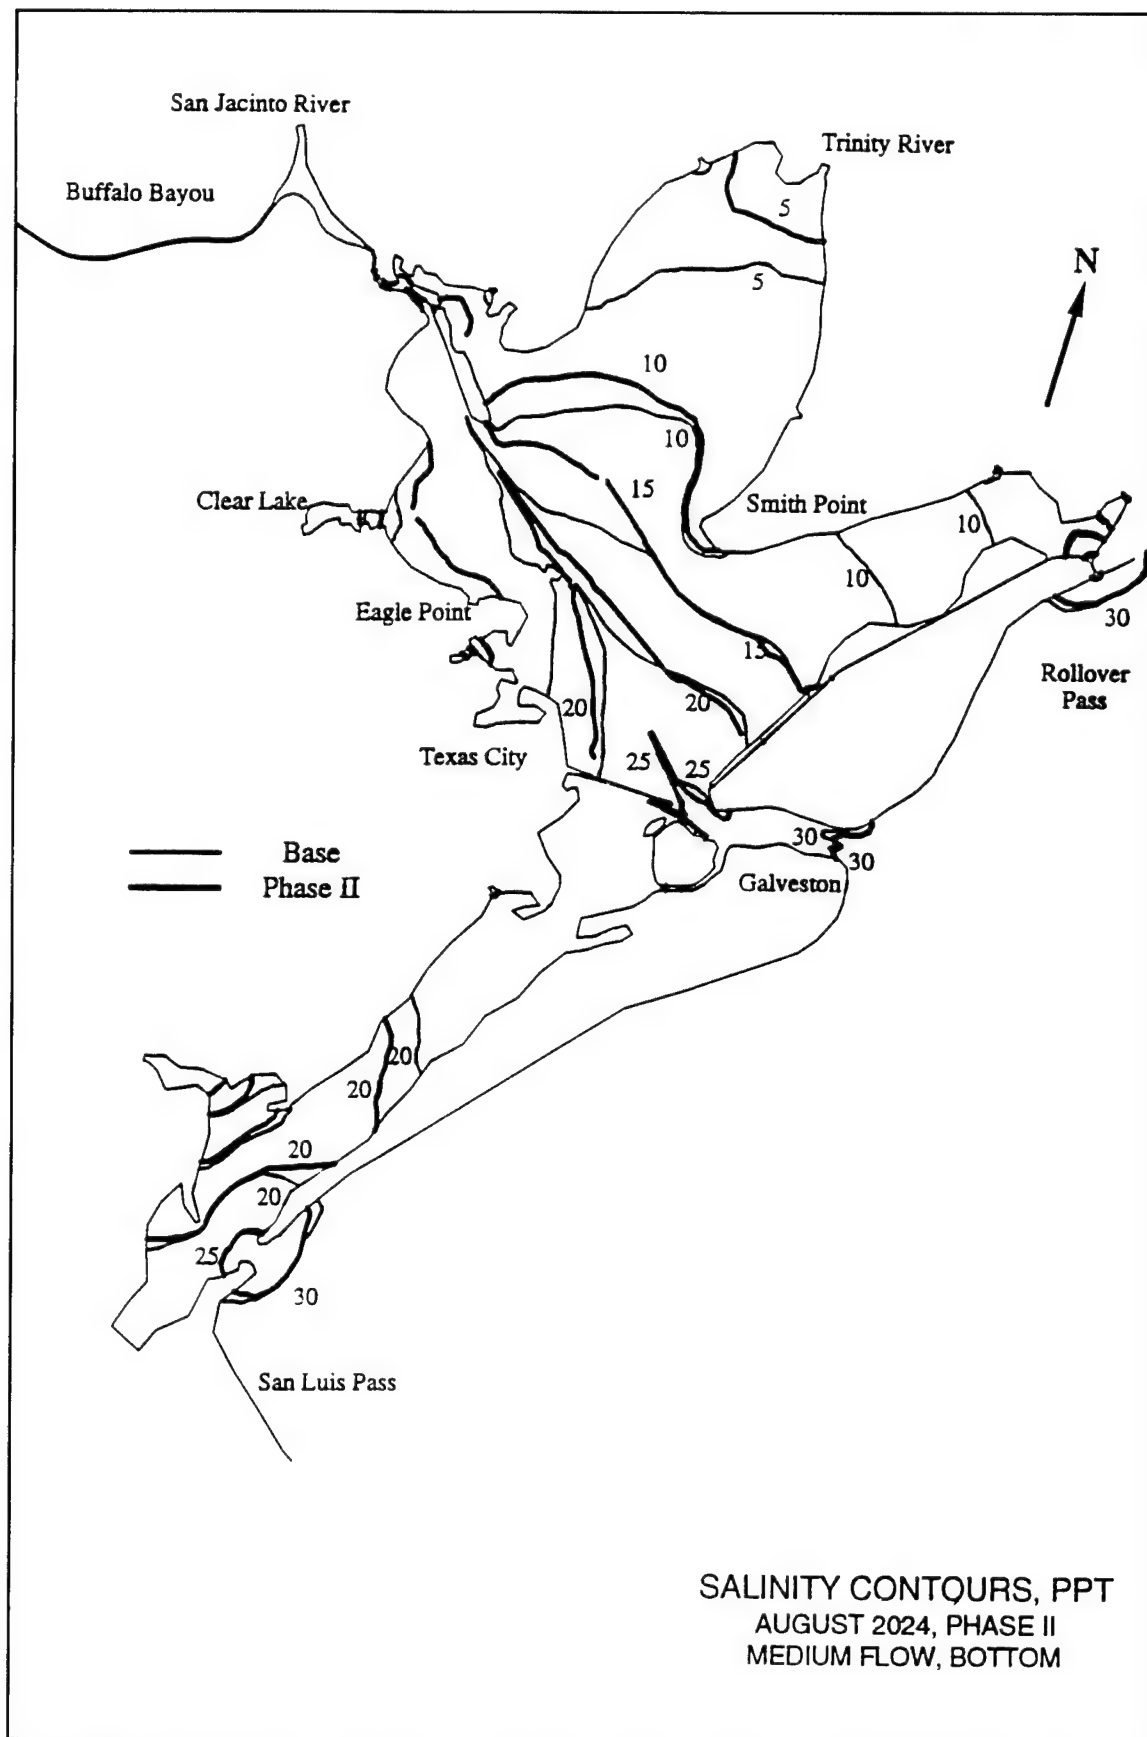 San Jacinto River
Trinity River
Buffalo Bayou
5
N
5
10
10
15
Clear Lake
Smith Point
10
10
Eagle Point
30
15
Rollover
Pass
20
20
Texas City
25
25
30
Base
30
Phase II
Galveston
20
20
20
20
25
30
San Luis Pass
SALINITY CONTOURS, PPT
AUGUST 2024, PHASE II
MEDIUM FLOW, BOTTOM